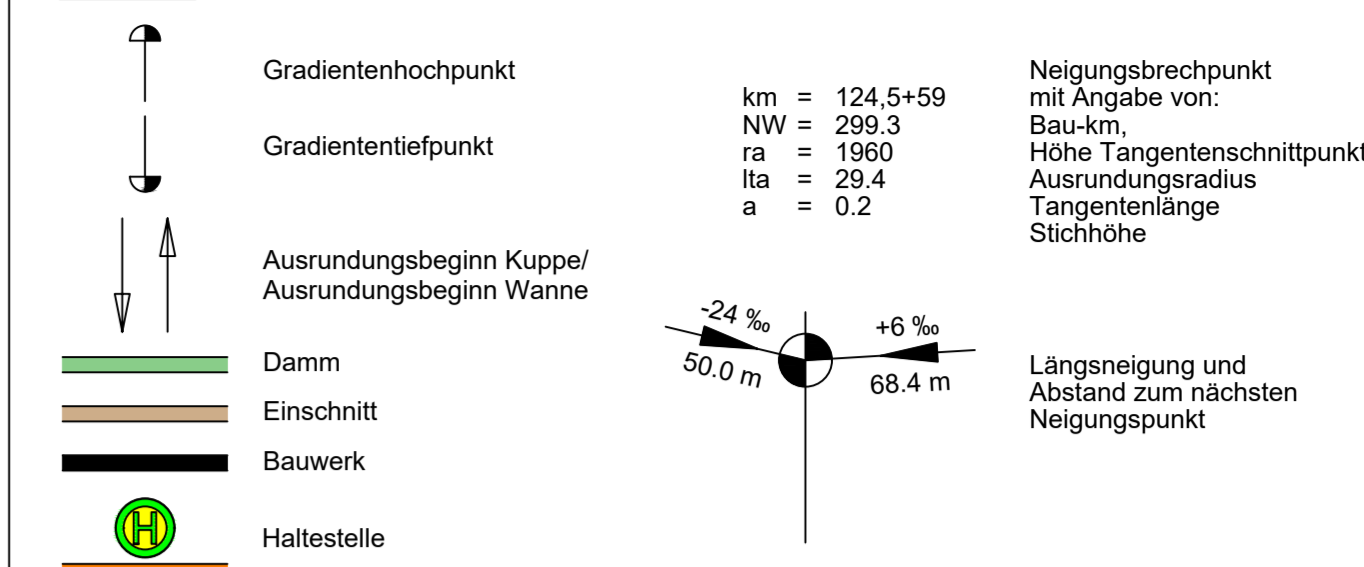 Gradientenhochpunkt
Gradiententiefpunkt
Ausrundungsbeginn Kuppe/
Ausrundungsbeginn Wanne
Damm
Einschnitt
Bauwerk
H
Haltestelle
km = 124,5+59
NW = 299.3
ra = 1960
lta = 29.4
a = 0.2
Neigungsbrechpunkt
mit Angabe von:
Bau-km,
Höhe Tangentenschnittpunkt
Ausrundungsradius
Tangentenlänge
Stichhöhe
-24 ‰
50.0 m
+6 ‰
68.4 m
Längsneigung und
Abstand zum nächsten
Neigungspunkt